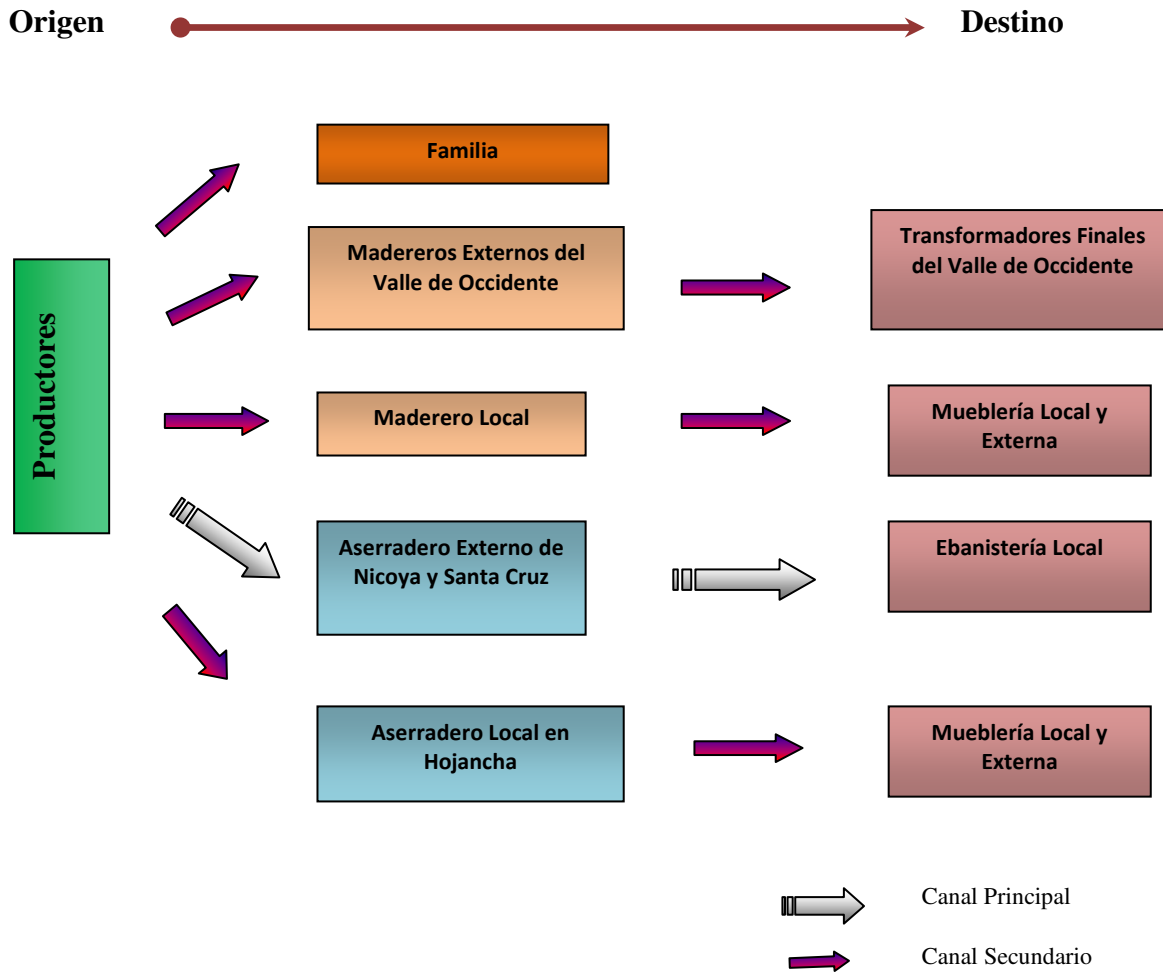 Origen
Destino
Familia
Madereros Externos del
Valle de Occidente
Transformadores Finales
del Valle de Occidente
Productores
Maderero Local
Mueblería Local y
Externa
Aserradero Externo de
Nicoya y Santa Cruz
Ebanistería Local
Aserradero Local en
Hojancha
Mueblería Local y
Externa
Canal Principal
Canal Secundario